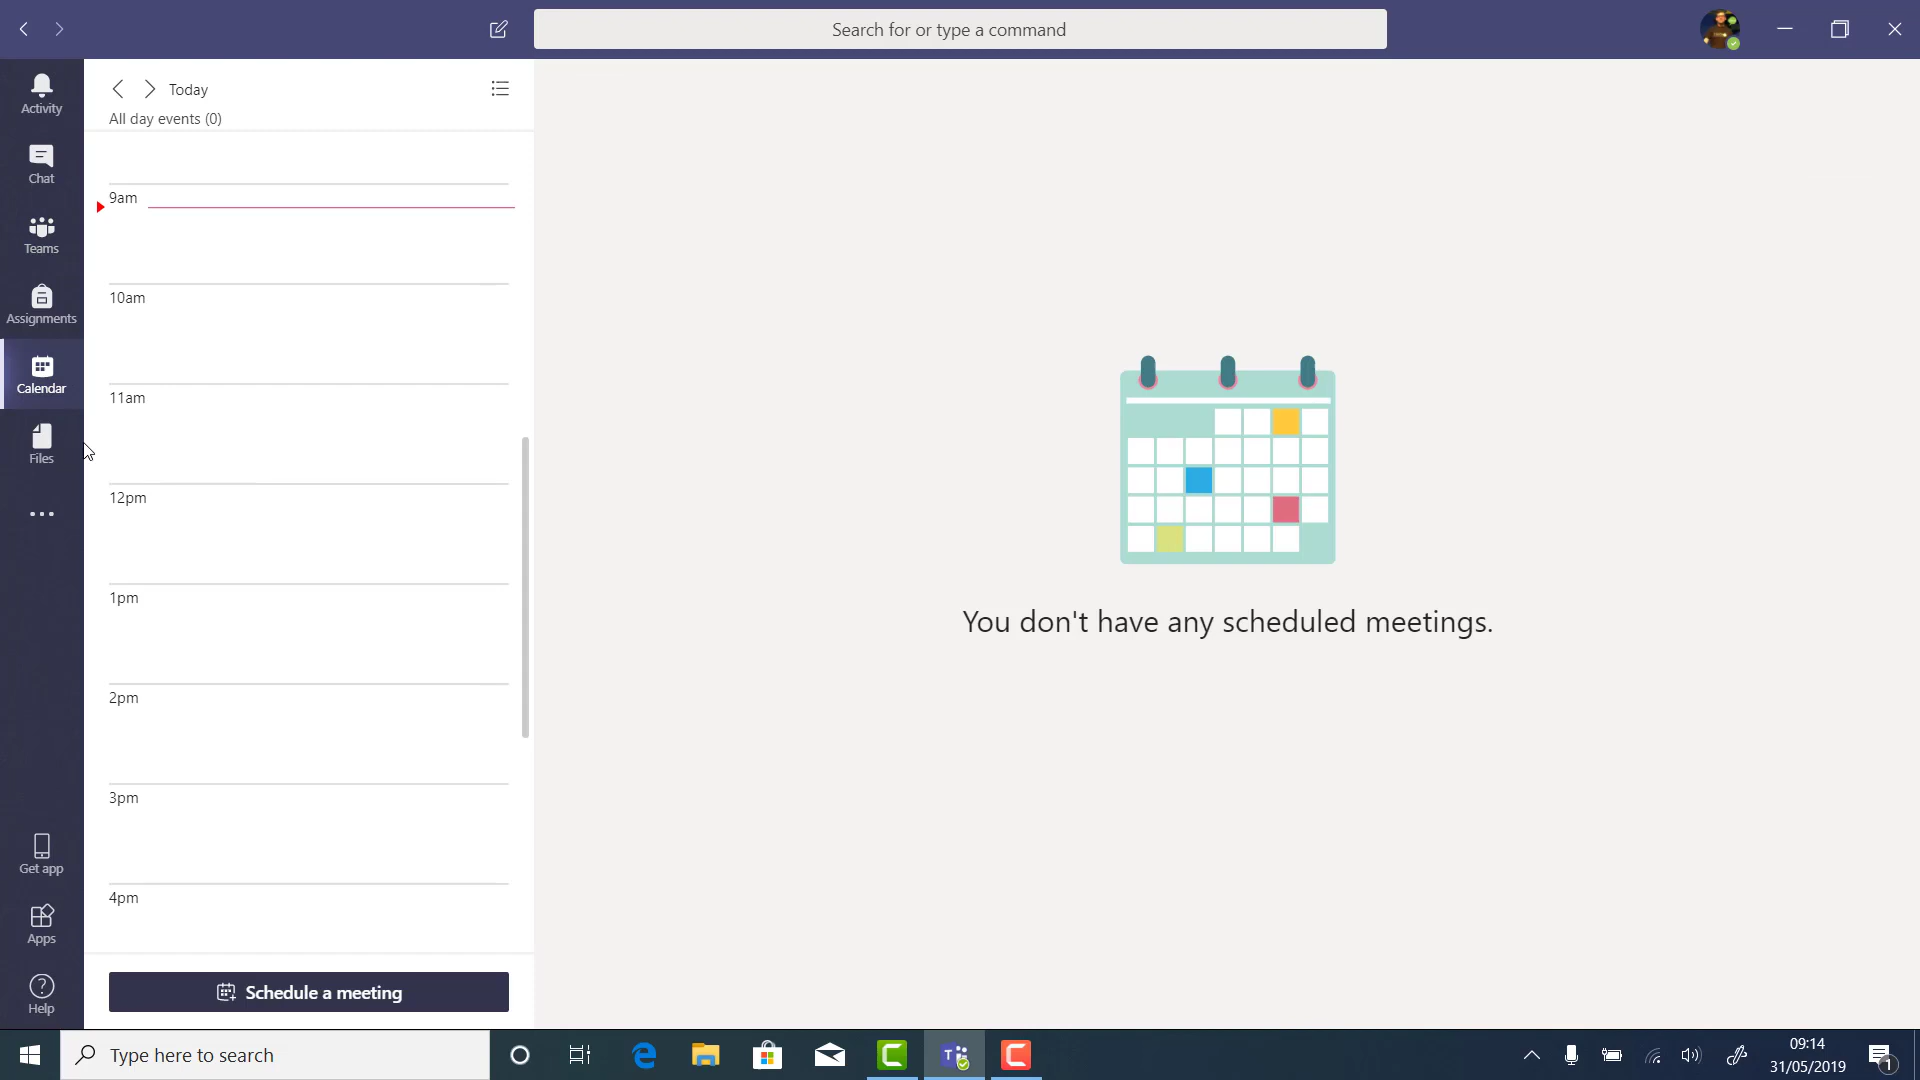 Search for or type a command
Activity
Chat
Teams
Assignments
Calendar
Files
Get app
Apps
Help
Today
All day events (0)
9am
10am
11am
12pm
1pm
2pm
3pm
4pm
Schedule a meeting
You don't have any scheduled meetings.
Type here to search
09:14
31/05/2019
1